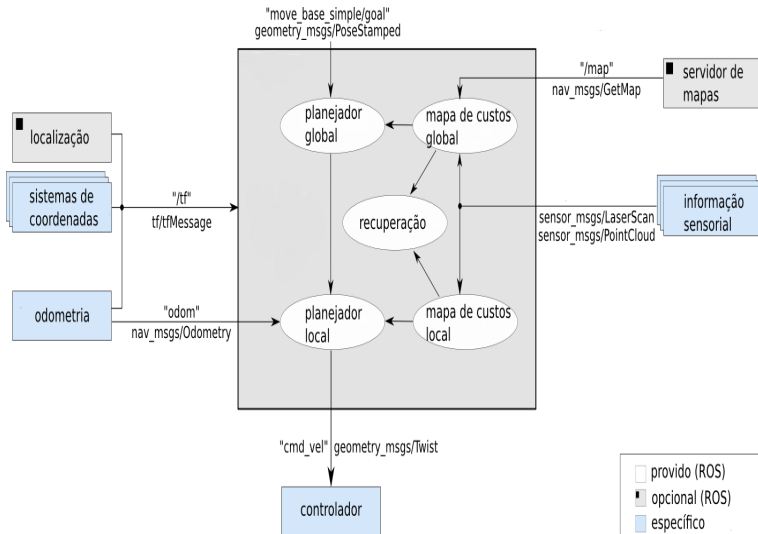 "move_base_simple/goal"
geometry_msgs/PoseStamped
"/map"
nav_msgs/GetMap
servidor de
mapas
planejador
global
mapa de custos
global
localização
sistemas de
coordenadas
"/tf"
tf/tfMessage
recuperação
sensor_msgs/LaserScan
sensor_msgs/PointCloud
informação
sensorial
odometria
"odom"
nav_msgs/Odometry
planejador
local
mapa de custos
local
"cmd_vel" geometry_msgs/Twist
controlador
provido (ROS)
opcional (ROS)
específico